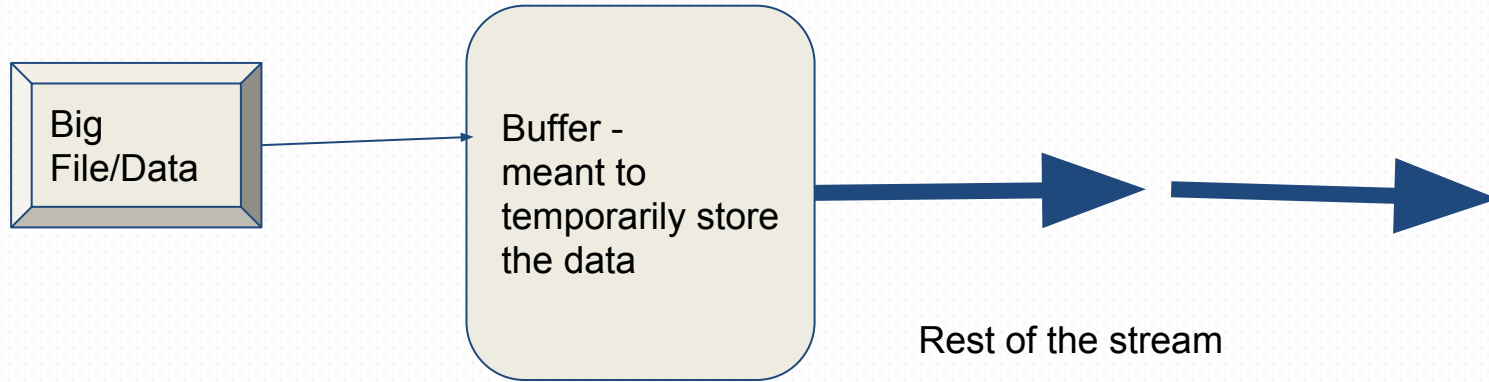 Big
File/Data
Buffer -
meant to
temporarily store
the data
Rest of the stream